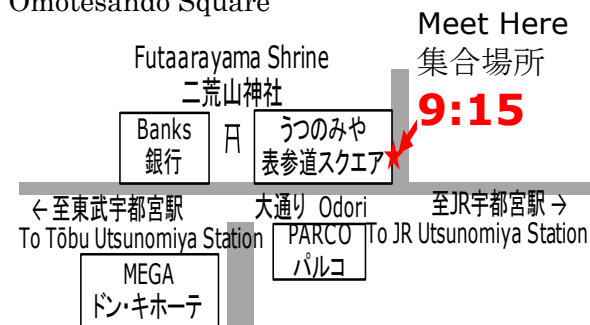 Omotesando Square
Meet Here
集合場所
9:15
Futaarayama Shrine
二荒山神社
Banks
銀行
うつのみや
表参道スクエア
←至東武宇都宮駅
To Tōbu Utsunomiya Station
大通り Odori
至JR宇都宮駅→
To JR Utsunomiya Station
PARCO
パルコ
MEGA
ドン・キホーテ